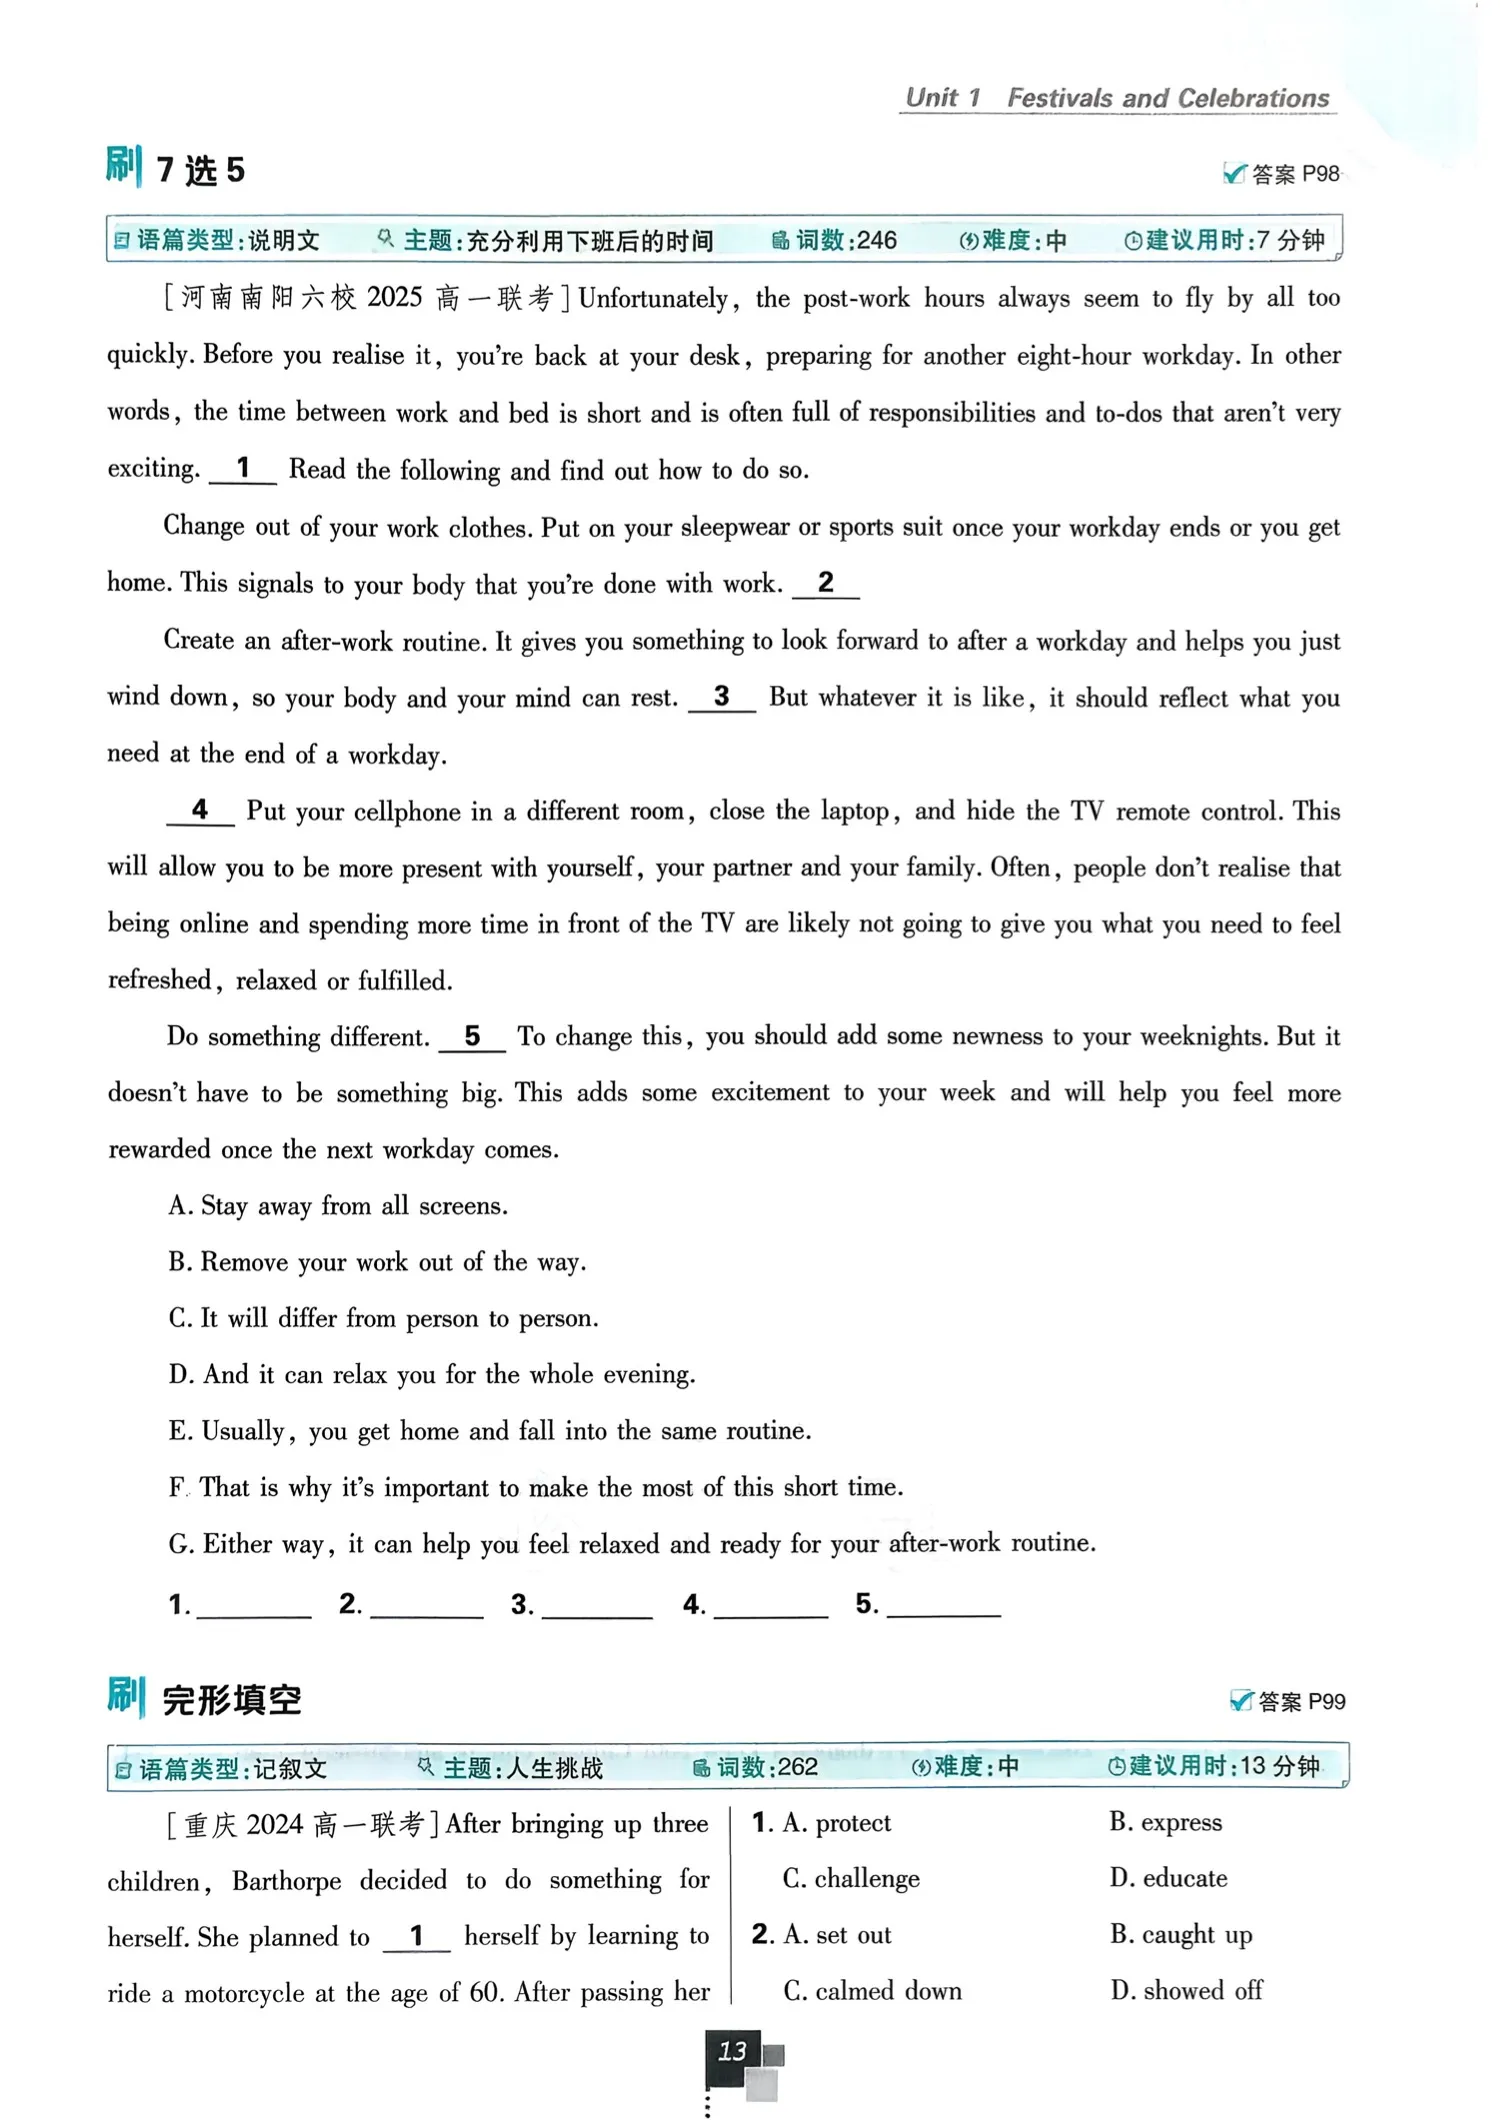 Unit 1 Festivals and Celebrations
刷 7 选 5
答案 P98
语篇类型:说明文 主题:充分利用下班后的时间 词数:246 难度:中 建议用时:7 分钟
[河南南阳六校 2025 高一联考] Unfortunately, the post-work hours always seem to fly by all too
quickly. Before you realise it, you're back at your desk, preparing for another eight-hour workday. In other
words, the time between work and bed is short and is often full of responsibilities and to-dos that aren't very
exciting. 1 Read the following and find out how to do so.
Change out of your work clothes. Put on your sleepwear or sports suit once your workday ends or you get
home. This signals to your body that you're done with work. 2
Create an after-work routine. It gives you something to look forward to after a workday and helps you just
wind down, so your body and your mind can rest. 3 But whatever it is like, it should reflect what you
need at the end of a workday.
4 Put your cellphone in a different room, close the laptop, and hide the TV remote control. This
will allow you to be more present with yourself, your partner and your family. Often, people don't realise that
being online and spending more time in front of the TV are likely not going to give you what you need to feel
refreshed, relaxed or fulfilled.
Do something different. 5 To change this, you should add some newness to your weeknights. But it
doesn't have to be something big. This adds some excitement to your week and will help you feel more
rewarded once the next workday comes.
A. Stay away from all screens.
B. Remove your work out of the way.
C. It will differ from person to person.
D. And it can relax you for the whole evening.
E. Usually, you get home and fall into the same routine.
F. That is why it's important to make the most of this short time.
G. Either way, it can help you feel relaxed and ready for your after-work routine.
1. ________ 2. ________ 3. ________ 4. ________ 5. ________
刷 完形填空
答案 P99
语篇类型:记叙文 主题:人生挑战 词数:262 难度:中 建议用时:13 分钟
[重庆 2024 高一联考] After bringing up three
children, Barthorpe decided to do something for
herself. She planned to 1 herself by learning to
ride a motorcycle at the age of 60. After passing her
1. A. protect B. express
C. challenge D. educate
2. A. set out B. caught up
C. calmed down D. showed off
13